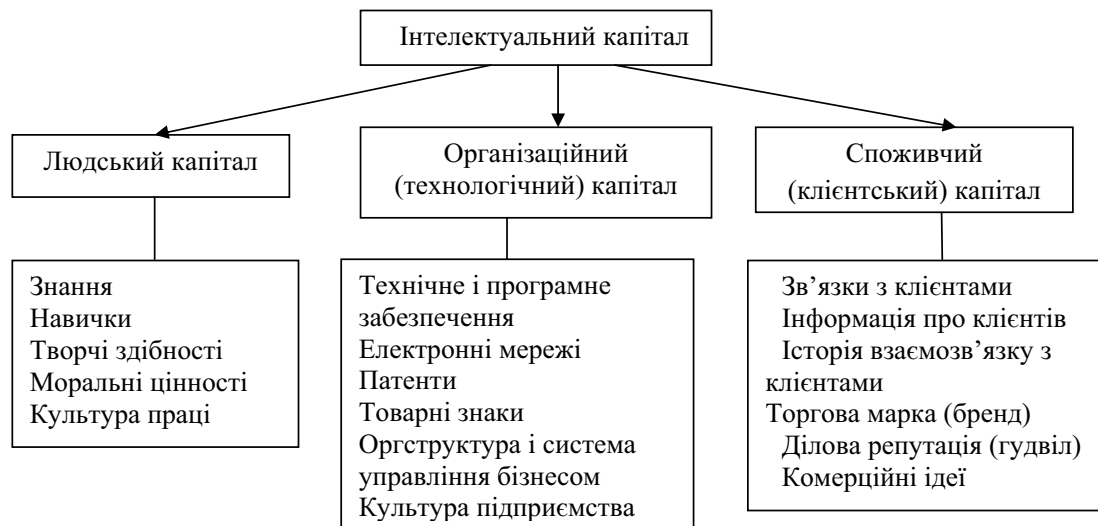 Інтелектуальний капітал
Людський капітал
Організаційний
(технологічний) капітал
Споживчий
(клієнтський) капітал
Знання
Навички
Творчі здібності
Моральні цінності
Культура праці
Технічне і програмне
забезпечення
Електронні мережі
Патенти
Товарні знаки
Оргструктура і система
управління бізнесом
Культура підприємства
Зв’язки з клієнтами
Інформація про клієнтів
Історія взаємозв’язку з
клієнтами
Торгова марка (бренд)
Ділова репутація (гудвіл)
Комерційні ідеї